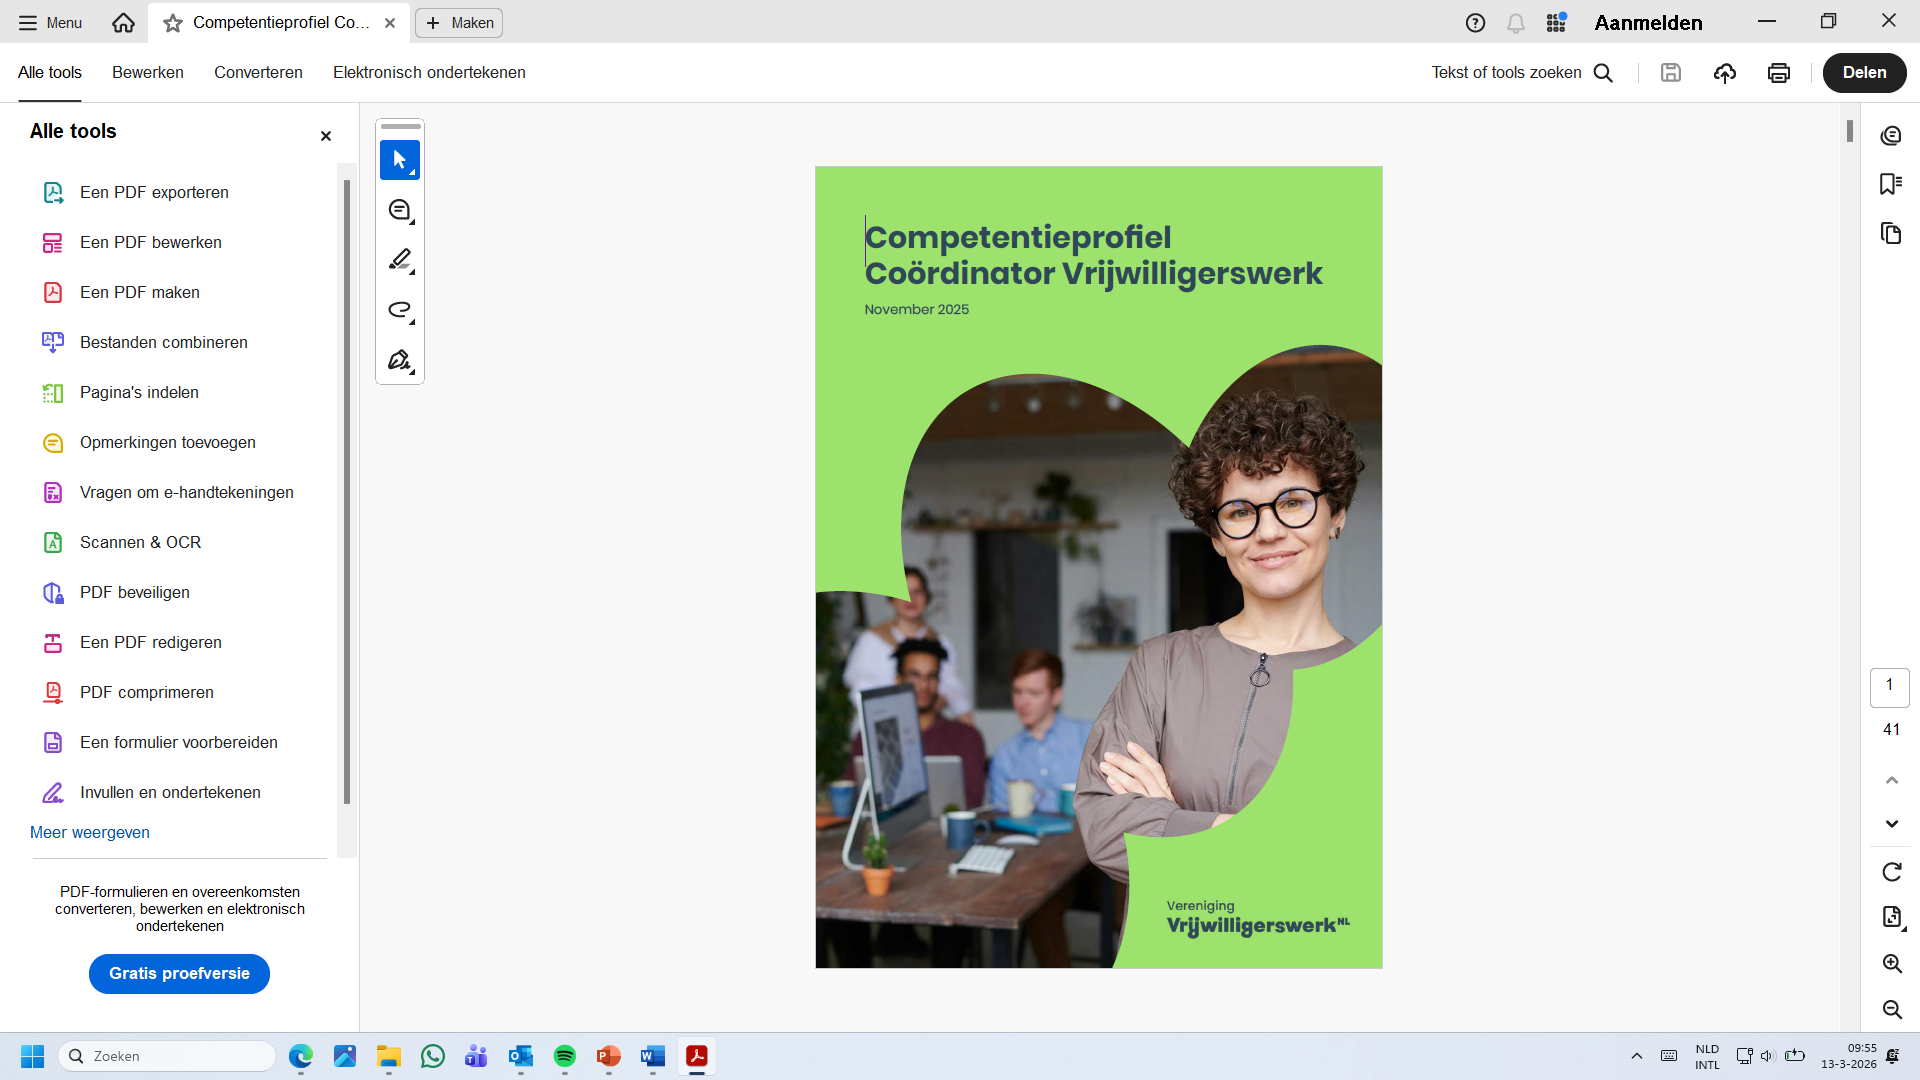 Menu
Competentieprofiel Co...
Maken
Aanmelden
Alle tools
Bewerken
Converteren
Elektronisch ondertekenen
Tekst of tools zoeken
Delen
Alle tools
Een PDF exporteren
Een PDF bewerken
Een PDF maken
Bestanden combineren
Pagina's indelen
Opmerkingen toevoegen
Vragen om e-handtekeningen
Scannen & OCR
PDF beveiligen
Een PDF redigeren
PDF comprimeren
Een formulier voorbereiden
Invullen en ondertekenen
Meer weergeven
PDF-formulieren en overeenkomsten
converteren, bewerken en elektronisch
ondertekenen
Gratis proefversie
Competentieprofiel
Coördinator Vrijwilligerswerk
November 2025
Vereniging
Vrijwilligerswerk NL
1
41
Zoeken
NLD
INTL
09:55
13-3-2026